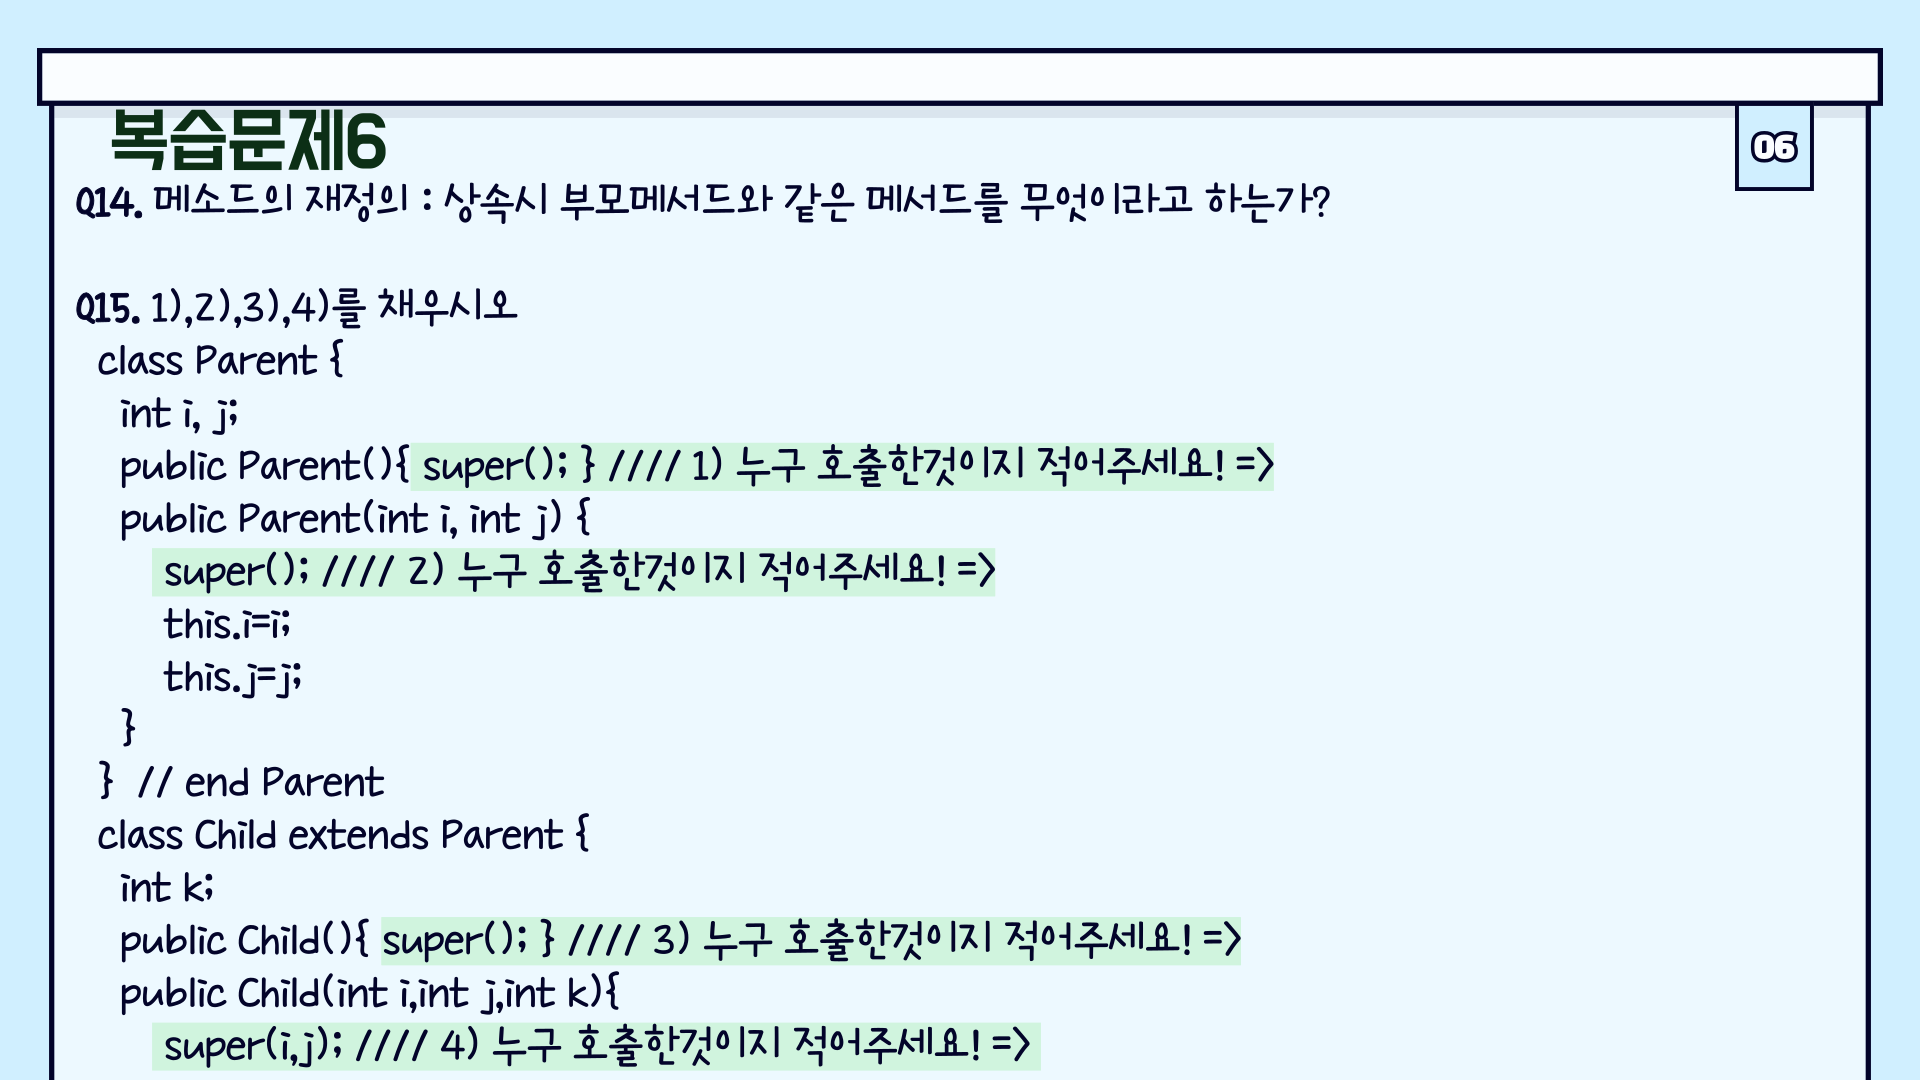 복습문제6
06
Q14. 메소드의 재정의 : 상속시 부모메서드와 같은 메서드를 무엇이라고 하는가?
Q15. 1),2),3),4)를 채우시오
class Parent {
int i, j;
public Parent(){ super(); } //// 1) 누구 호출한것이지 적어주세요! =>
public Parent(int i, int j) {
super(); //// 2) 누구 호출한것이지 적어주세요! =>
this.i=i;
this.j=j;
}
} // end Parent
class Child extends Parent {
int k;
public Child(){ super(); } //// 3) 누구 호출한것이지 적어주세요! =>
public Child(int i,int j,int k){
super(i,j); //// 4) 누구 호출한것이지 적어주세요! =>